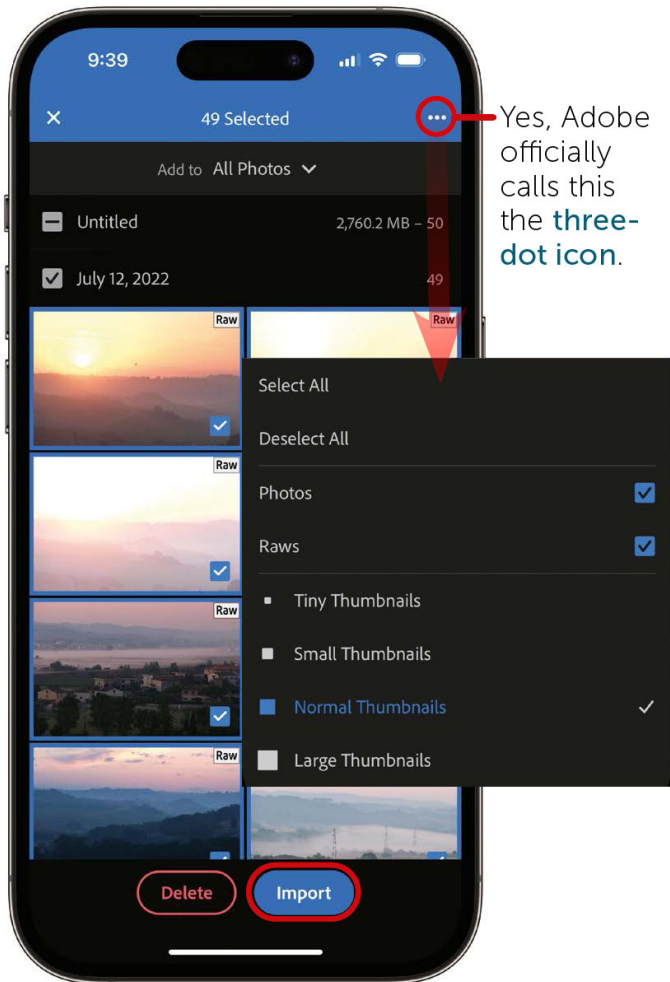 9:39
49 Selected
Yes, Adobe
officially
calls this
the three-
dot icon.
Add to All Photos
Untitled 2,760.2 MB – 50
July 12, 2022 49
Raw Raw
Select All
Deselect All
Raw
Photos
Raws
Raw
Tiny Thumbnails
Small Thumbnails
Normal Thumbnails
Raw
Large Thumbnails
Delete Import